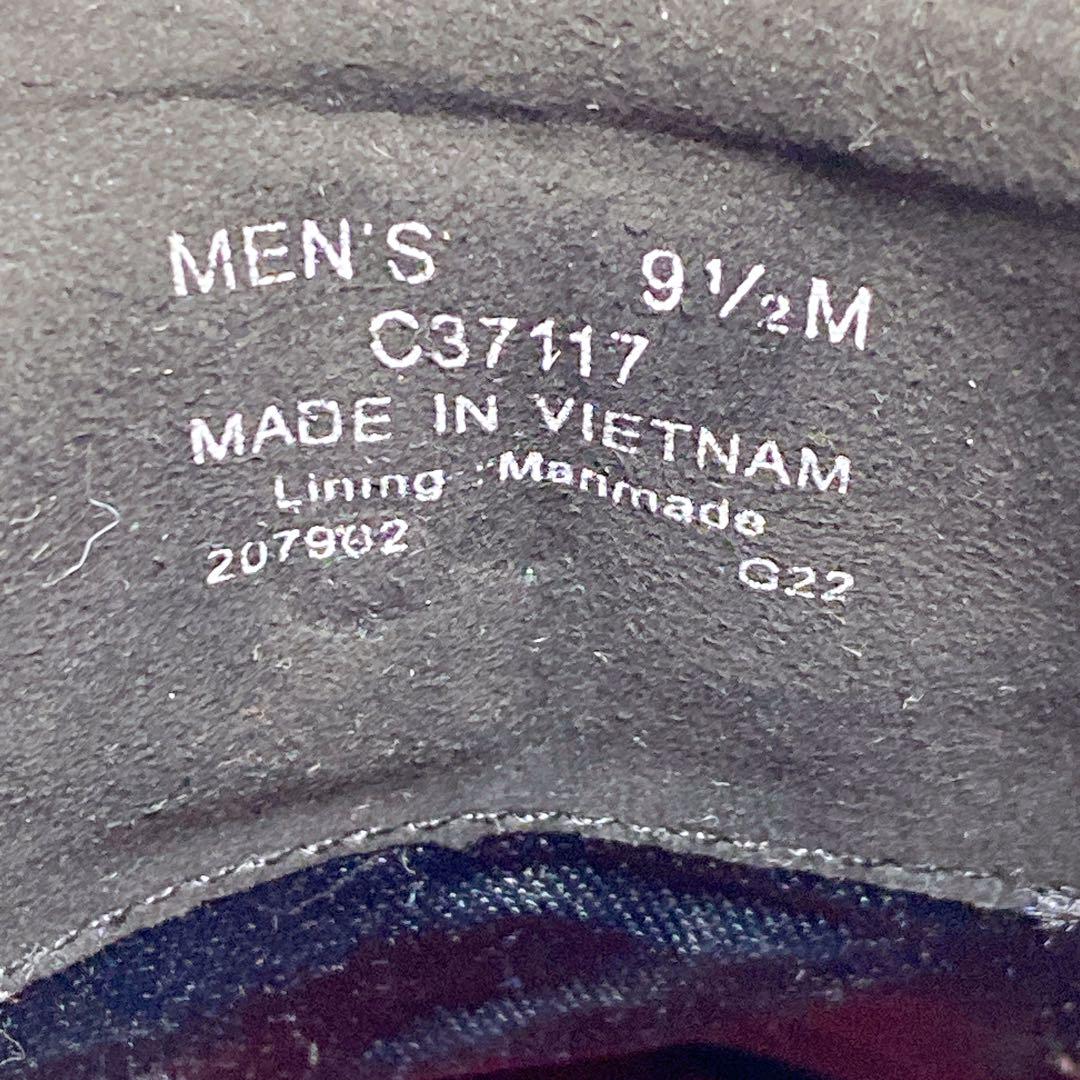 MEN'S 9½M
C37117
MADE IN VIETNAM
Lining : Manmade
207902 G22